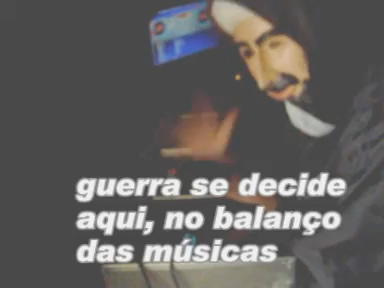 guerra se decide
aqui, no balanço
das músicas